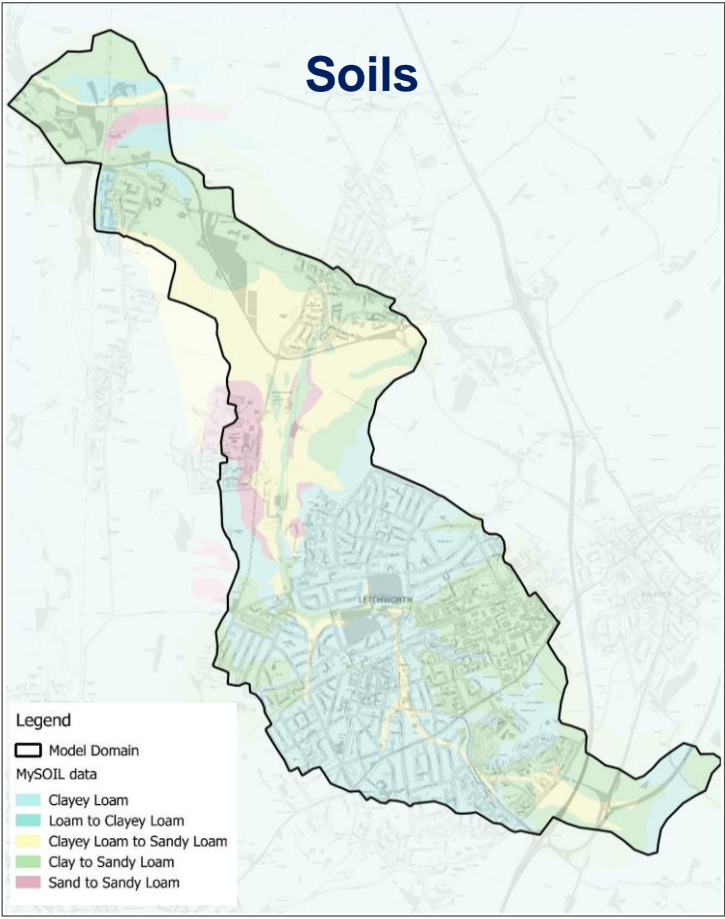 Soils
LETCHWORTH
BALDOCK
Legend
Model Domain
MySOIL data
Clayey Loam
Loam to Clayey Loam
Clayey Loam to Sandy Loam
Clay to Sandy Loam
Sand to Sandy Loam